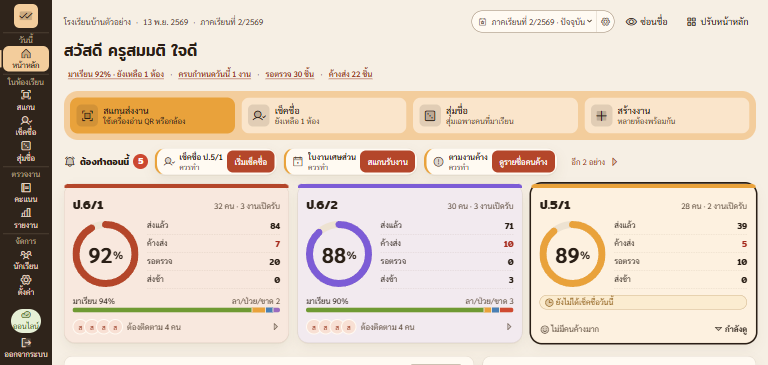 วันนี้
หน้าหลัก
ในห้องเรียน
สแกน
เช็คชื่อ
สุ่มชื่อ
ตรวจงาน
คะแนน
รายงาน
จัดการ
นักเรียน
ตั้งค่า
ออนไลน์
ออกจากระบบ
โรงเรียนบ้านตัวอย่าง · 13 พ.ย. 2569 · ภาคเรียนที่ 2/2569
ภาคเรียนที่ 2/2569 · ปัจจุบัน
ซ่อนชื่อ
ปรับหน้าหลัก
สวัสดี ครูสมมติ ใจดี
มาเรียน 92% · ยังเหลือ 1 ห้อง · ครบกำหนดวันนี้ 1 งาน · รอตรวจ 30 ชิ้น · ค้างส่ง 22 ชิ้น
สแกนส่งงาน
ใช้เครื่องอ่าน QR หรือกล้อง
เช็คชื่อ
ยังเหลือ 1 ห้อง
สุ่มชื่อ
สุ่มเฉพาะคนที่มาเรียน
สร้างงาน
หลายห้องพร้อมกัน
ต้องทำตอนนี้ 5
เช็คชื่อ ป.5/1
ควรทำ
เริ่มเช็คชื่อ
ใบงานเศษส่วน
ควรทำ
สแกนรับงาน
ตามงานค้าง
ควรทำ
ดูรายชื่อคนค้าง
อีก 2 อย่าง
ป.6/1
32 คน · 3 งานเปิดรับ
92%
ส่งแล้ว 84
ค้างส่ง 7
รอตรวจ 20
ส่งช้า 0
มาเรียน 94% ลา/ป่วย/ขาด 2
ส ส ส ส ต้องติดตาม 4 คน
ป.6/2
30 คน · 3 งานเปิดรับ
88%
ส่งแล้ว 71
ค้างส่ง 10
รอตรวจ 0
ส่งช้า 3
มาเรียน 90% ลา/ป่วย/ขาด 3
ส ส ส ส ต้องติดตาม 4 คน
ป.5/1
28 คน · 2 งานเปิดรับ
89%
ส่งแล้ว 39
ค้างส่ง 5
รอตรวจ 10
ส่งช้า 0
ยังไม่ได้เช็คชื่อวันนี้
ไม่มีคนค้างมาก
กำลังดู